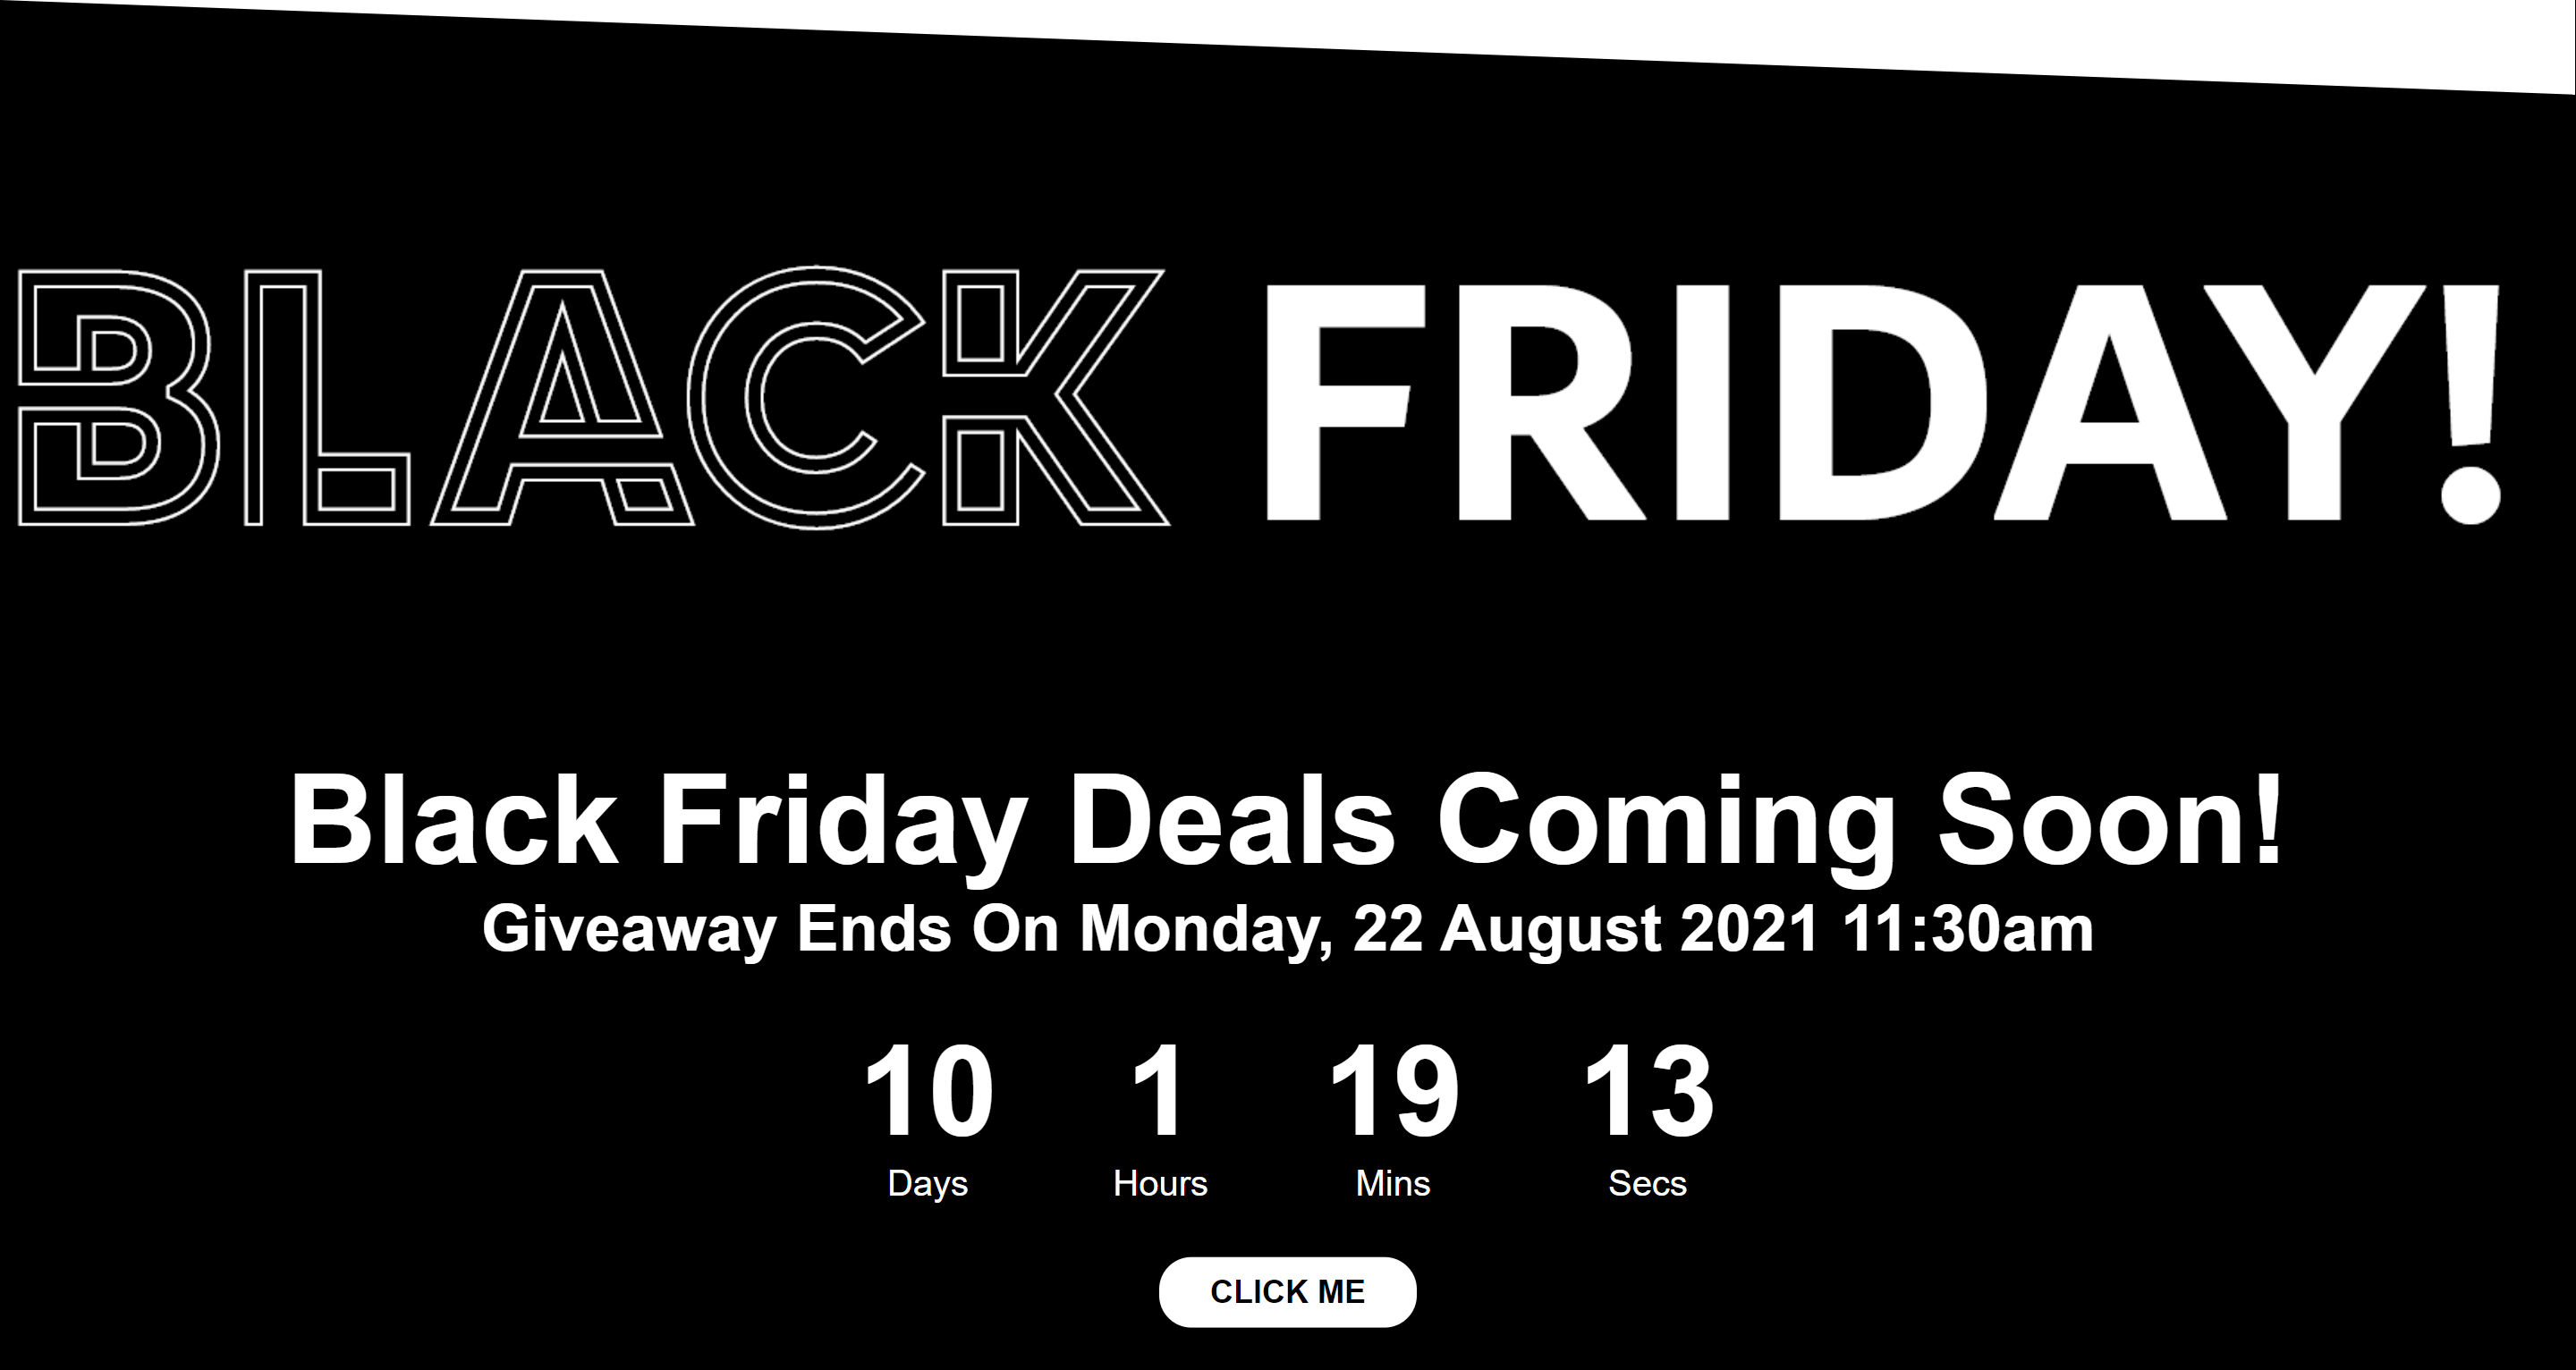 BLACK FRIDAY!
Black Friday Deals Coming Soon!
Giveaway Ends On Monday, 22 August 2021 11:30am
10 1 19 13
Days Hours Mins Secs
CLICK ME